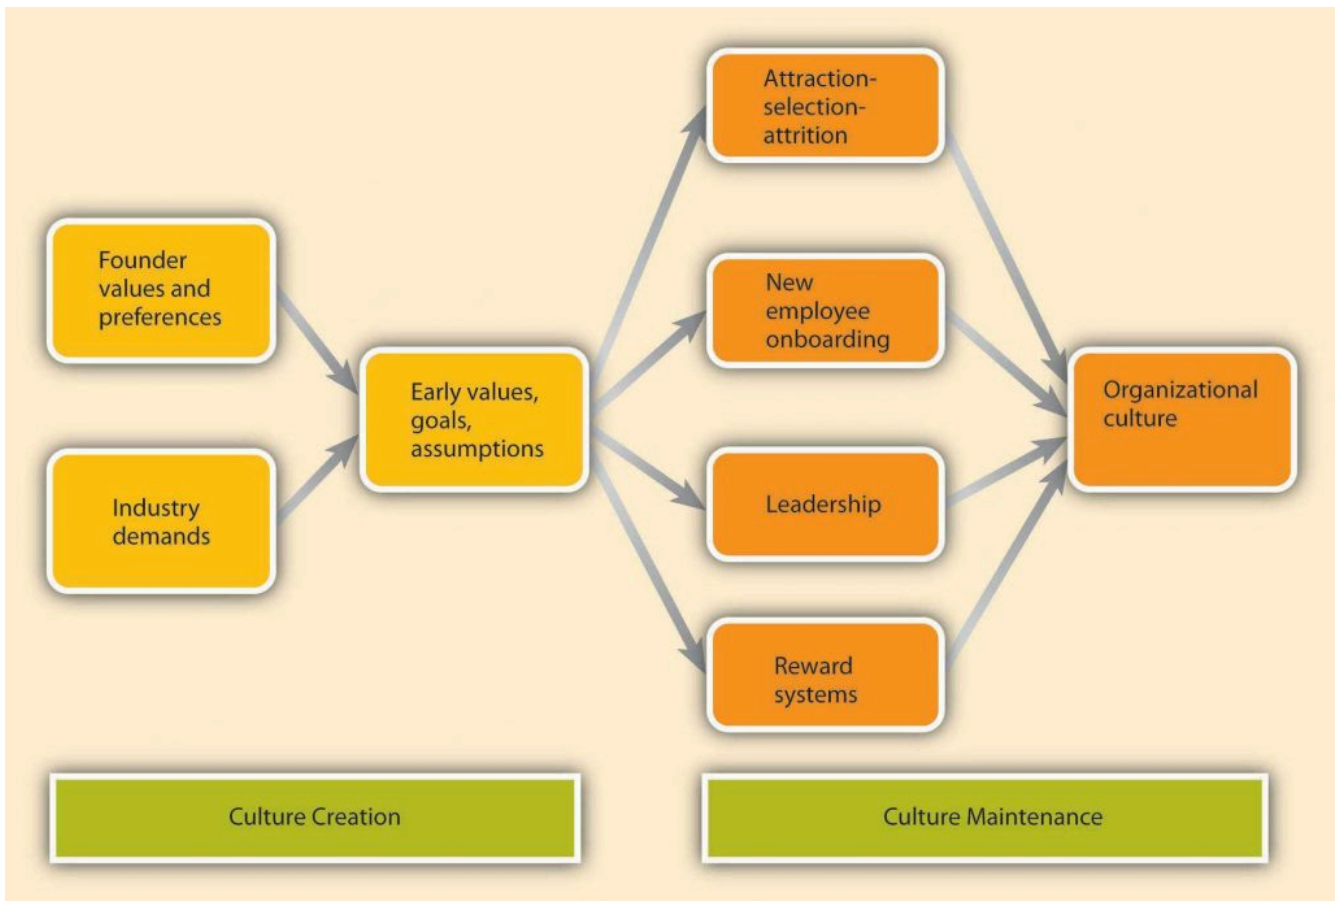 Founder
values and
preferences
Industry
demands
Early values,
goals,
assumptions
Attraction-
selection-
attrition
New
employee
onboarding
Leadership
Reward
systems
Organizational
culture
Culture Creation
Culture Maintenance